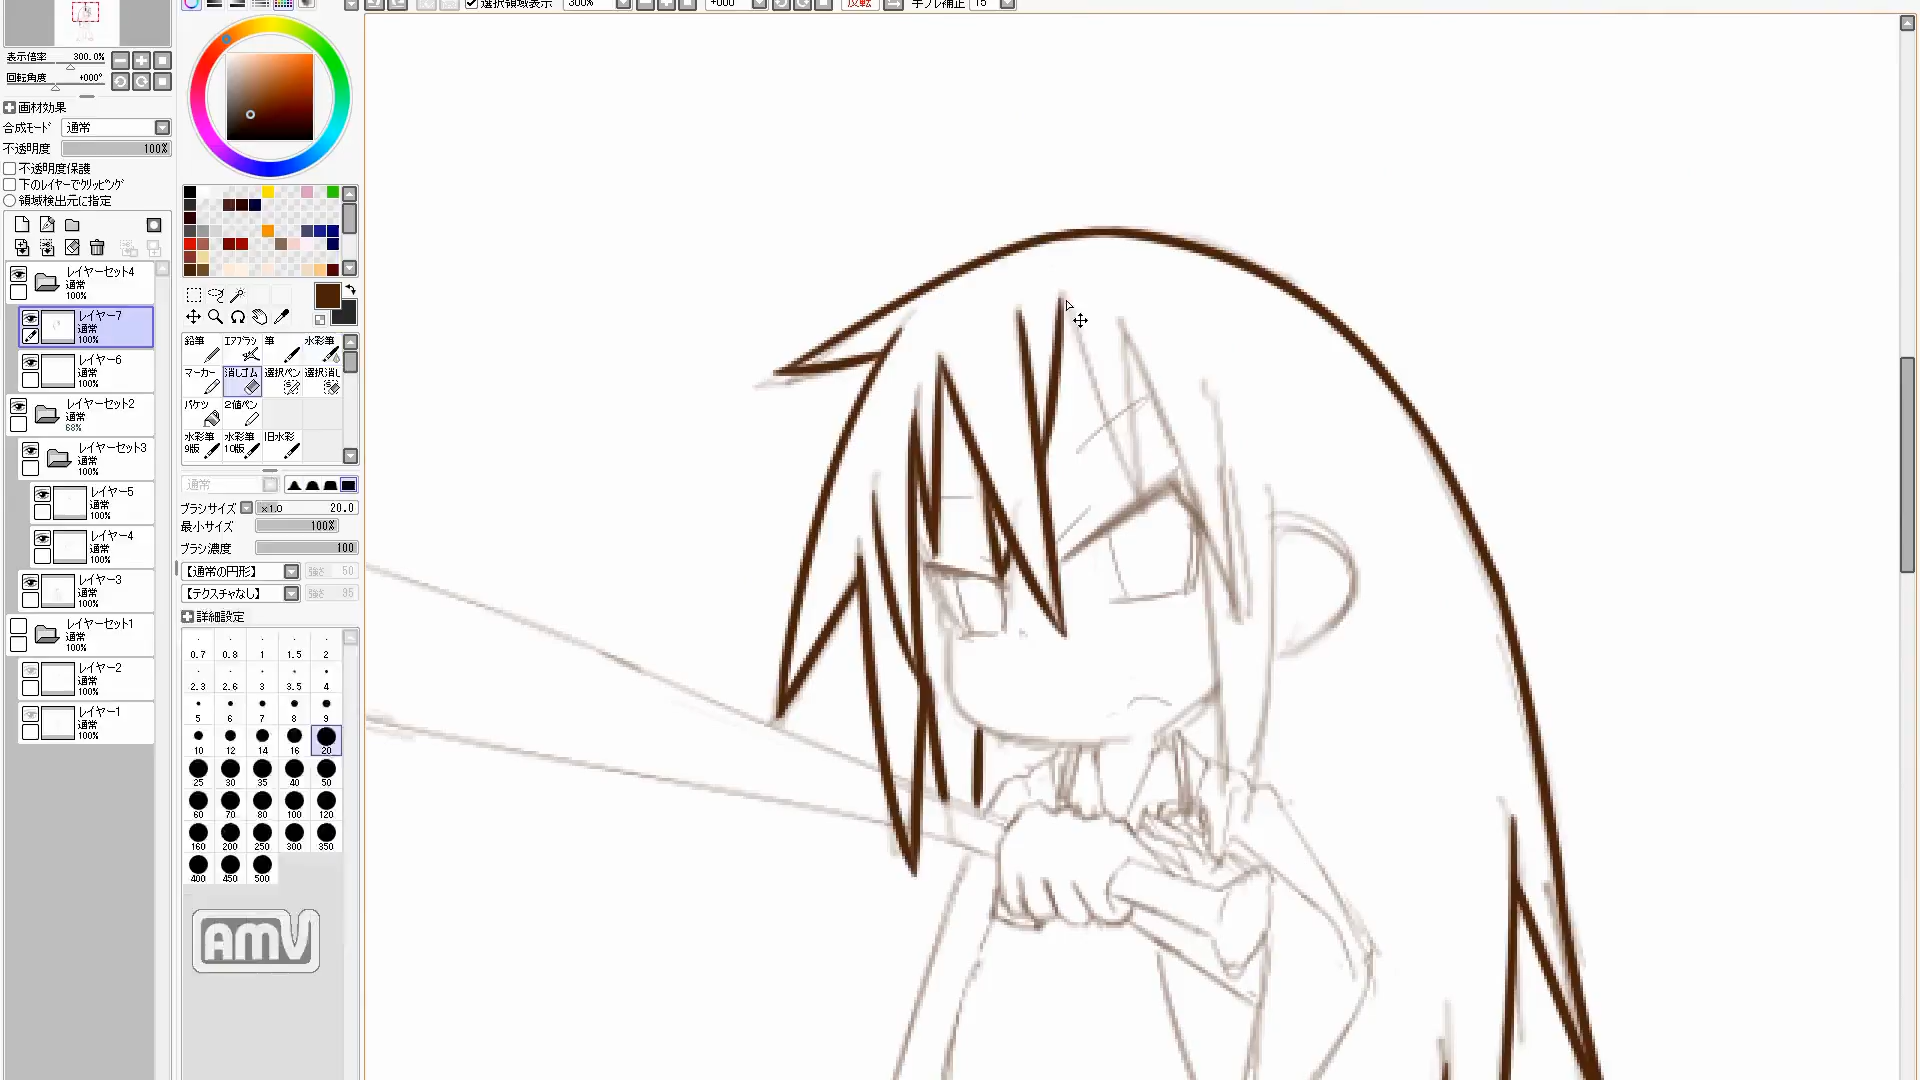 選択領域表示 300% +000° 反転 手ブレ補正 15
表示倍率 300.0%
回転角度 +000°
画材効果
合成モード 通常
不透明度 100%
不透明度保護
下のレイヤーでクリッピング
領域検出元に指定
レイヤーセット4
通常
100%
レイヤー7
通常
100%
レイヤー6
通常
100%
レイヤーセット2
通常
68%
レイヤーセット3
通常
100%
レイヤー5
通常
100%
レイヤー4
通常
100%
レイヤー3
通常
100%
レイヤーセット1
通常
100%
レイヤー2
通常
100%
レイヤー1
通常
100%
鉛筆 エアブラシ 筆 水彩筆
マーカー 消しゴム 選択ペン 選択消し
バケツ 2値ペン
水彩筆 水彩筆 旧水彩
9版 10版
通常
ブラシサイズ x1.0 20.0
最小サイズ 100%
ブラシ濃度 100
【通常の円形】 強さ 50
【テクスチャなし】 強さ 95
詳細設定
0.7 0.8 1 1.5 2
2.3 2.6 3 3.5 4
5 6 7 8 9
10 12 14 16 20
25 30 35 40 50
60 70 80 100 120
160 200 250 300 350
400 450 500
AMV